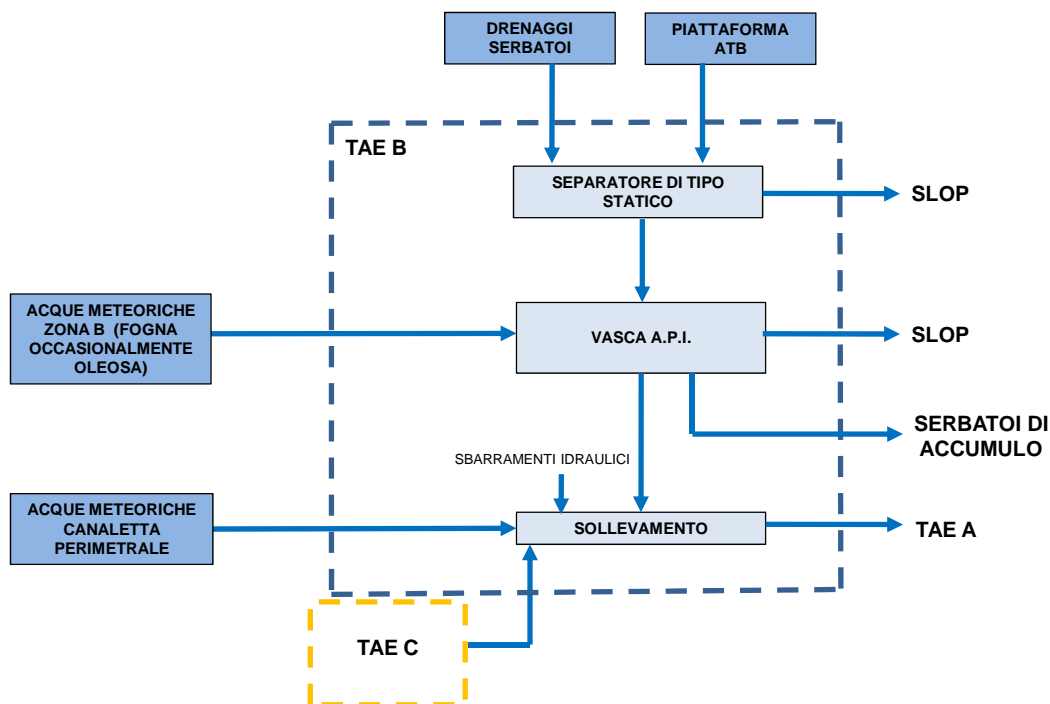 DRENAGGI
SERBATOI
PIATTAFORMA
ATB
TAE B
SEPARATORE DI TIPO
STATICO
SLOP
ACQUE METEORICHE
ZONA B (FOGNA
OCCASIONALMENTE
OLEOSA)
VASCA A.P.I.
SLOP
SERBATOI DI
ACCUMULO
SBARRAMENTI IDRAULICI
ACQUE METEORICHE
CANALETTA
PERIMETRALE
SOLLEVAMENTO
TAE A
TAE C